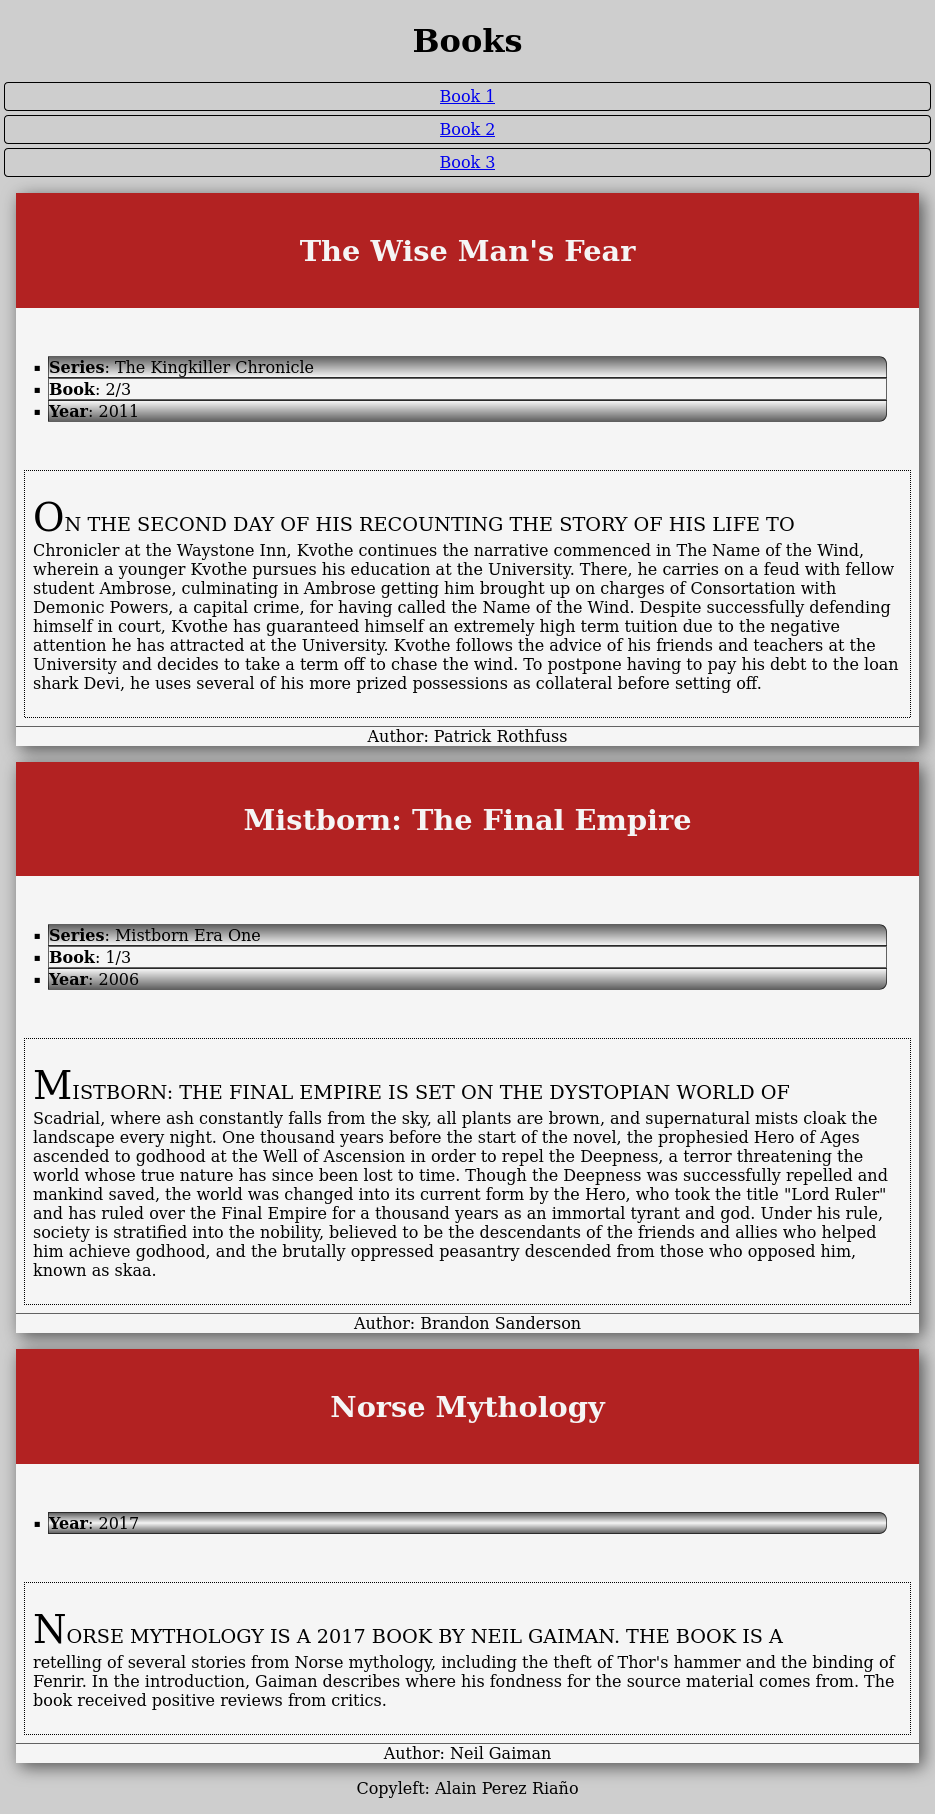 Books
Book 1
Book 2
Book 3
The Wise Man's Fear
▪ Series: The Kingkiller Chronicle
▪ Book: 2/3
▪ Year: 2011
ON THE SECOND DAY OF HIS RECOUNTING THE STORY OF HIS LIFE TO
Chronicler at the Waystone Inn, Kvothe continues the narrative commenced in The Name of the Wind,
wherein a younger Kvothe pursues his education at the University. There, he carries on a feud with fellow
student Ambrose, culminating in Ambrose getting him brought up on charges of Consortation with
Demonic Powers, a capital crime, for having called the Name of the Wind. Despite successfully defending
himself in court, Kvothe has guaranteed himself an extremely high term tuition due to the negative
attention he has attracted at the University. Kvothe follows the advice of his friends and teachers at the
University and decides to take a term off to chase the wind. To postpone having to pay his debt to the loan
shark Devi, he uses several of his more prized possessions as collateral before setting off.
Author: Patrick Rothfuss
Mistborn: The Final Empire
▪ Series: Mistborn Era One
▪ Book: 1/3
▪ Year: 2006
MISTBORN: THE FINAL EMPIRE IS SET ON THE DYSTOPIAN WORLD OF
Scadrial, where ash constantly falls from the sky, all plants are brown, and supernatural mists cloak the
landscape every night. One thousand years before the start of the novel, the prophesied Hero of Ages
ascended to godhood at the Well of Ascension in order to repel the Deepness, a terror threatening the
world whose true nature has since been lost to time. Though the Deepness was successfully repelled and
mankind saved, the world was changed into its current form by the Hero, who took the title "Lord Ruler"
and has ruled over the Final Empire for a thousand years as an immortal tyrant and god. Under his rule,
society is stratified into the nobility, believed to be the descendants of the friends and allies who helped
him achieve godhood, and the brutally oppressed peasantry descended from those who opposed him,
known as skaa.
Author: Brandon Sanderson
Norse Mythology
▪ Year: 2017
NORSE MYTHOLOGY IS A 2017 BOOK BY NEIL GAIMAN. THE BOOK IS A
retelling of several stories from Norse mythology, including the theft of Thor's hammer and the binding of
Fenrir. In the introduction, Gaiman describes where his fondness for the source material comes from. The
book received positive reviews from critics.
Author: Neil Gaiman
Copyleft: Alain Perez Riaño